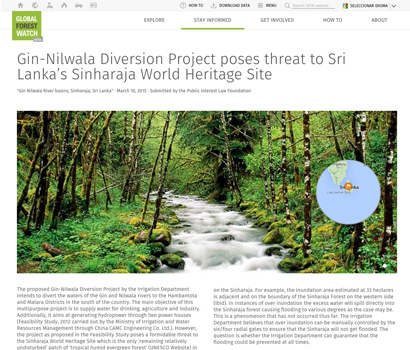 HOW TO
DOWNLOAD DATA
MENU
Search GFW website
SELECCIONAR IDIOMA
GLOBAL
FOREST
WATCH
EXPLORE
STAY INFORMED
GET INVOLVED
HOW TO
ABOUT
Gin-Nilwala Diversion Project poses threat to Sri
Lanka's Sinharaja World Heritage Site
"Gin Nilwala River basins, Sinharaja, Sri Lanka" · March 10, 2015 · Submitted by the Public Interest Law Foundation
Sri Lanka
The proposed Gin-Nilwala Diversion Project by the Irrigation Department
intends to divert the waters of the Gin and Nilwala rivers to the Hambantota
and Matara Districts in the south of the country. The main objective of this
multipurpose project is to supply water for drinking, agriculture and industry.
Additionally, it aims at generating hydropower through two power houses
(Feasibility Study, 2012 carried out by the Ministry of Irrigation and Water
Resources Management through China CAMC Engineering Co. Ltd.). However,
the project as proposed in the Feasibility Study poses a formidable threat to
the Sinharaja World Heritage Site which is the only 'remaining relatively
undisturbed' patch of 'tropical humid evergreen forest' (UNESCO Website) in
on the Sinharaja. For example, the inundation area estimated at 33 hectares
is adjacent and on the boundary of the Sinharaja Forest on the western side
(ibid). In instances of over inundation the excess water will spill directly into
the Sinharaja forest causing flooding to various degrees as the case may be.
This is a phenomenon that has not occurred thus far. The Irrigation
Department believes that over inundation can be manually controlled by the
six/four radial gates to ensure that the Sinharaja will not get flooded. The
question is whether the Irrigation Department can guarantee that the
flooding could be prevented at all times.